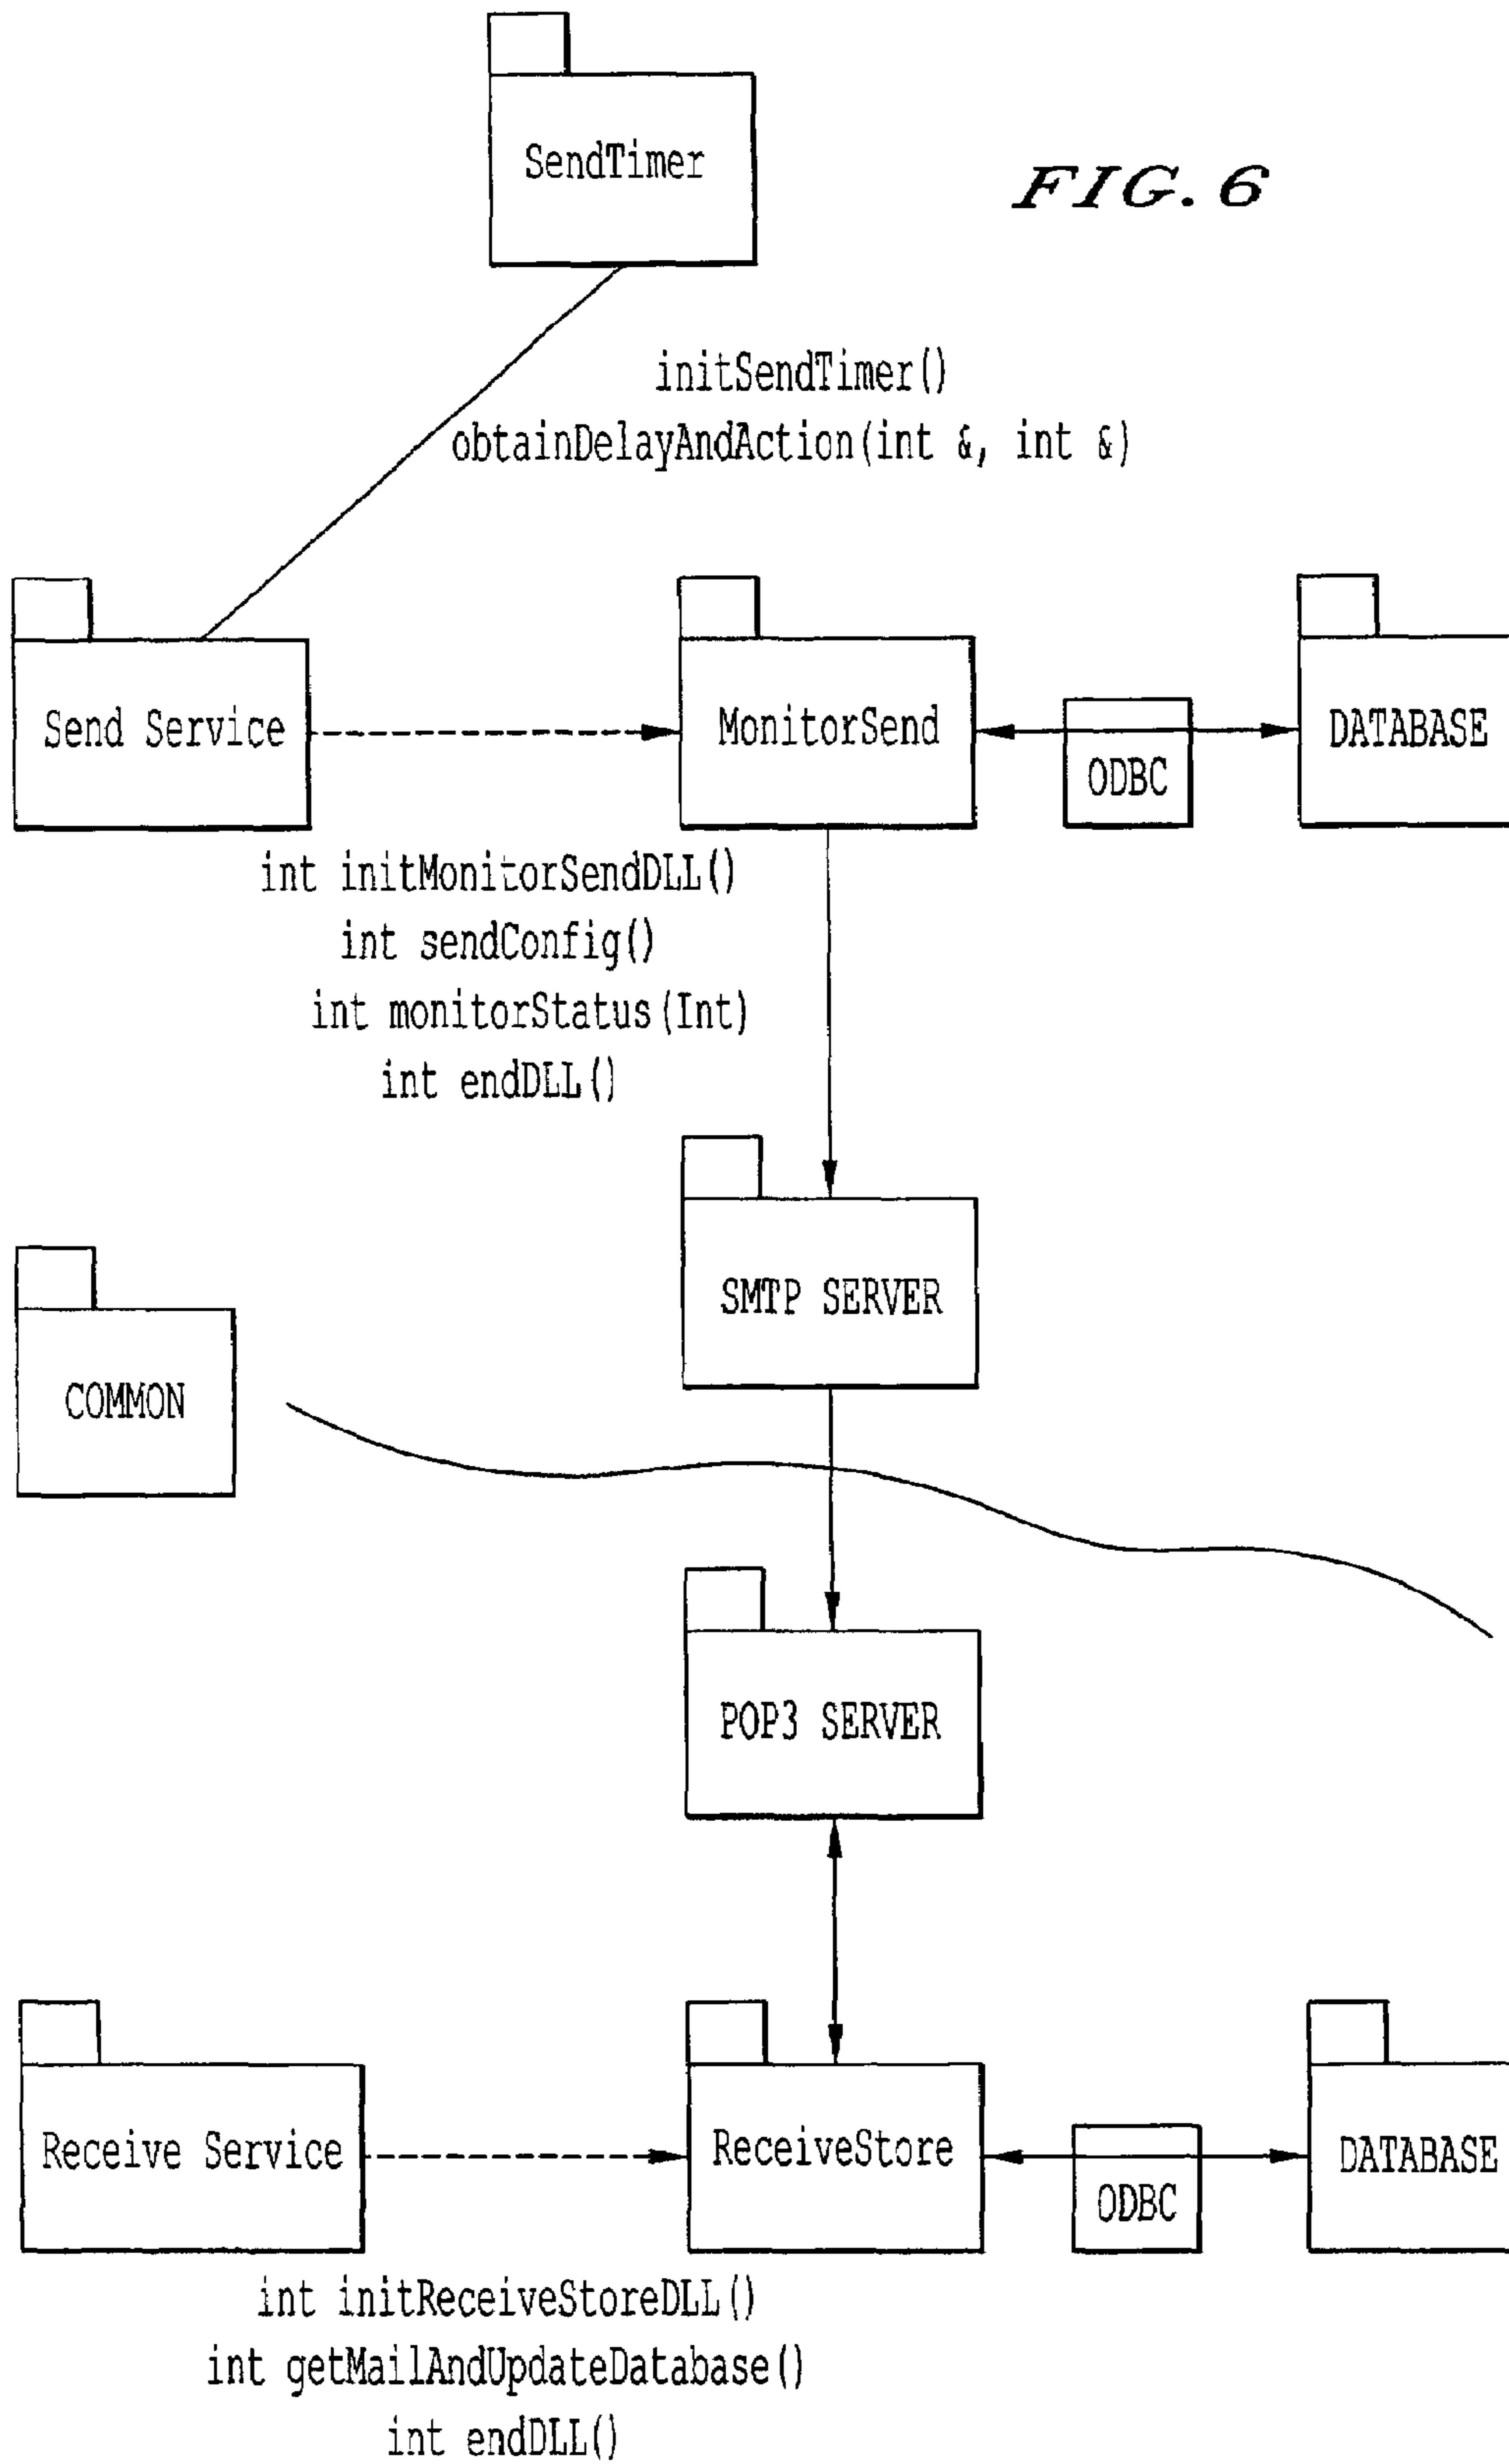 SendTimer
FIG. 6
initSendTimer()
obtainDelayAndAction(int &, int &)
Send Service
MonitorSend
ODBC
DATABASE
int initMonitorSendDLL()
int sendConfig()
int monitorStatus(Int)
int endDLL()
SMTP SERVER
COMMON
POP3 SERVER
Receive Service
ReceiveStore
ODBC
DATABASE
int initReceiveStoreDLL()
int getMailAndUpdateDatabase()
int endDLL()